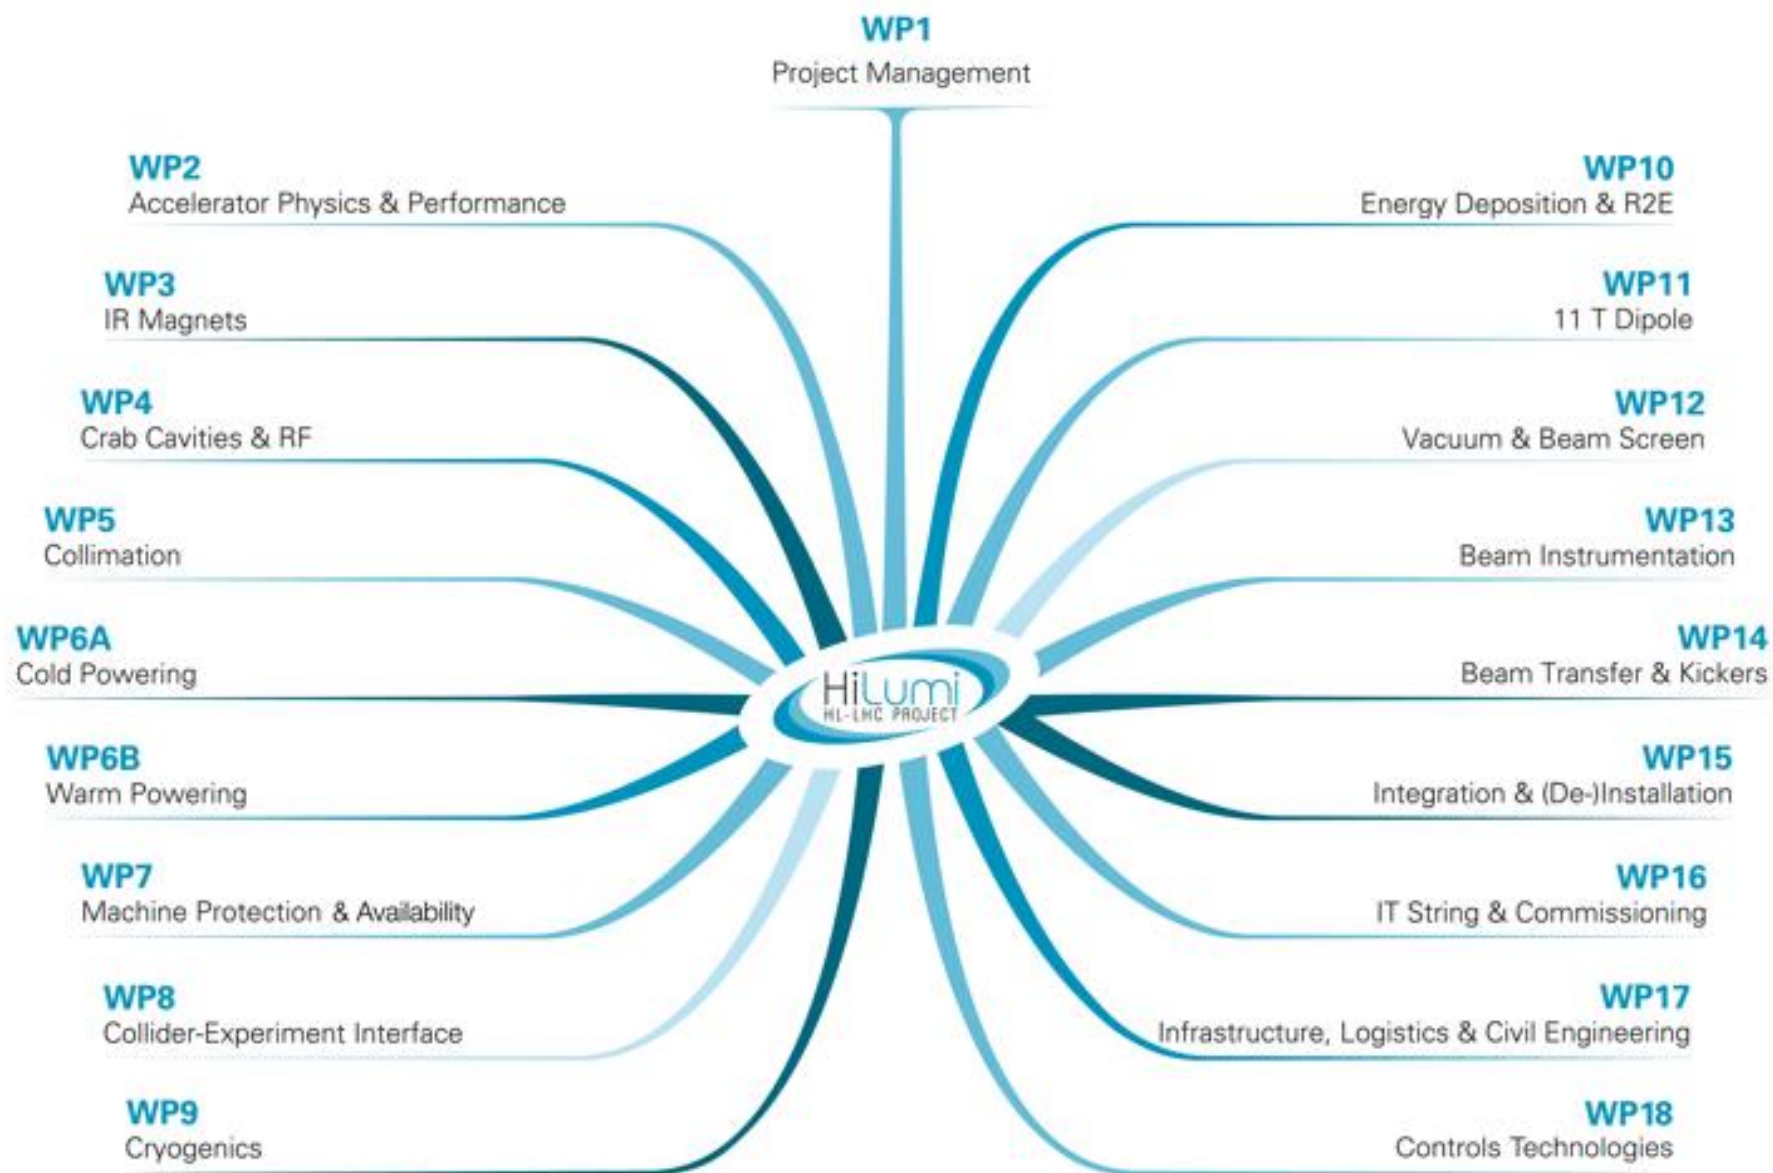 WP1
Project Management
WP2
Accelerator Physics & Performance
WP3
IR Magnets
WP4
Crab Cavities & RF
WP5
Collimation
WP6A
Cold Powering
WP6B
Warm Powering
WP7
Machine Protection & Availability
WP8
Collider-Experiment Interface
WP9
Cryogenics
HiLumi
HL-LHC PROJECT
WP10
Energy Deposition & R2E
WP11
11 T Dipole
WP12
Vacuum & Beam Screen
WP13
Beam Instrumentation
WP14
Beam Transfer & Kickers
WP15
Integration & (De-)Installation
WP16
IT String & Commissioning
WP17
Infrastructure, Logistics & Civil Engineering
WP18
Controls Technologies